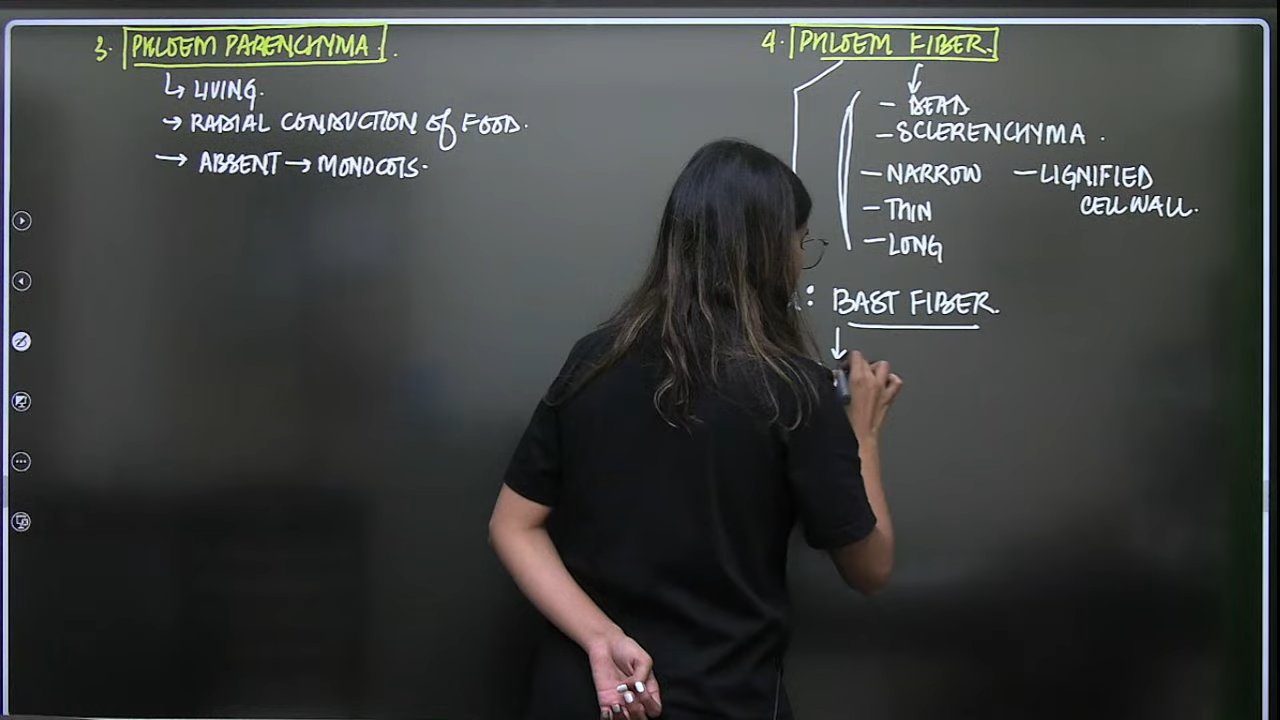 3. PHLOEM PARENCHYMA.
↳ LIVING.
→ RADIAL CONDUCTION of FOOD.
→ ABSENT → MONOCOTS.
4. PHLOEM FIBER.
- DEAD
- SCLERENCHYMA.
- NARROW - LIGNIFIED CELL WALL.
- THIN
- LONG
: BAST FIBER.
↓